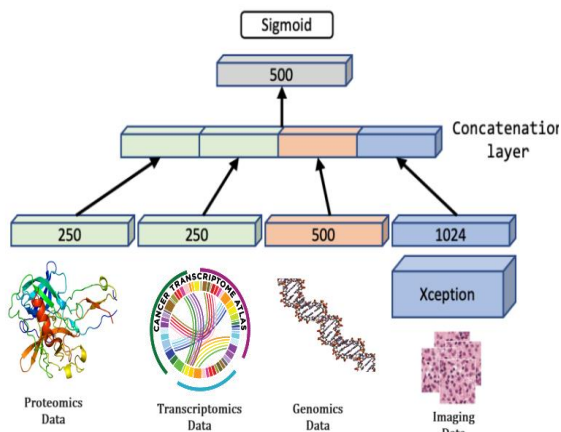 Sigmoid
500
Concatenation
layer
250
250
500
1024
Xception
CANCER TRANSCRIPTOME ATLAS
Proteomics
Data
Transcriptomics
Data
Genomics
Data
Imaging
Data